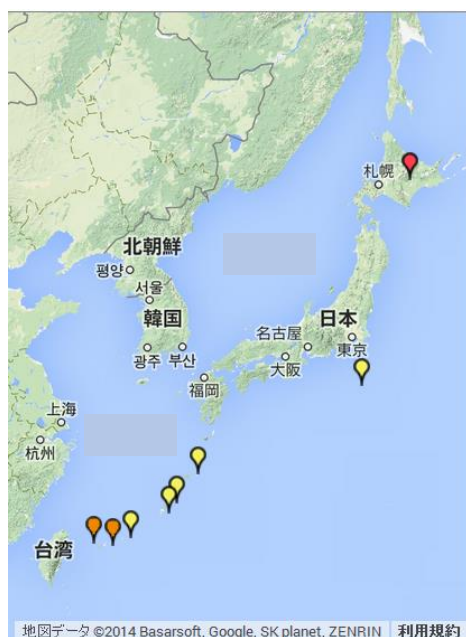 札幌
北朝鮮
평양
서울
韓国
名古屋
日本
東京
광주
부산
大阪
福岡
上海
杭州
台湾
地図データ ©2014 Basarsoft, Google, SK planet, ZENRIN
利用規約